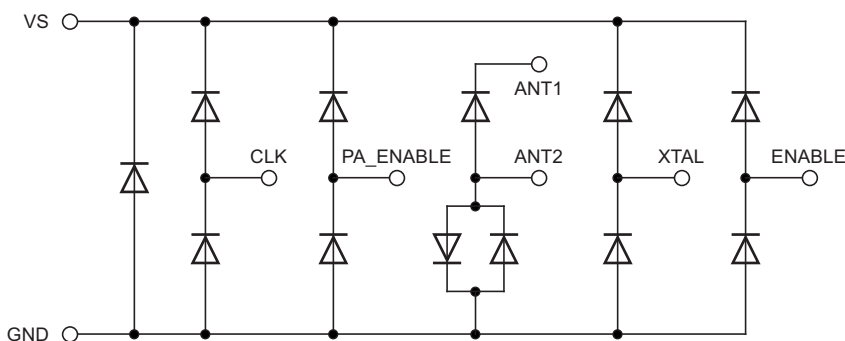 VS
ANT1
CLK
PA_ENABLE
ANT2
XTAL
ENABLE
GND